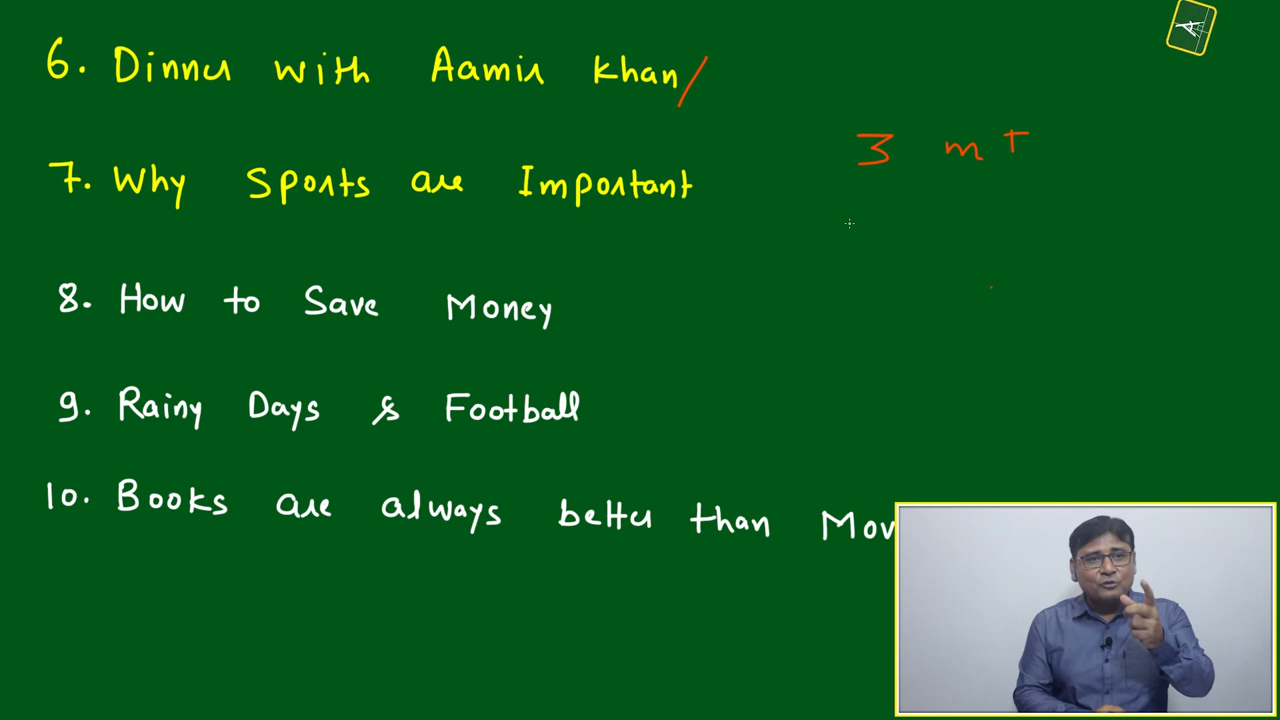 6. Dinner with Aamir Khan/
3 mT
7. Why Sports are Important
8. How to Save Money
9. Rainy Days & Football
10. Books are always better than Mov